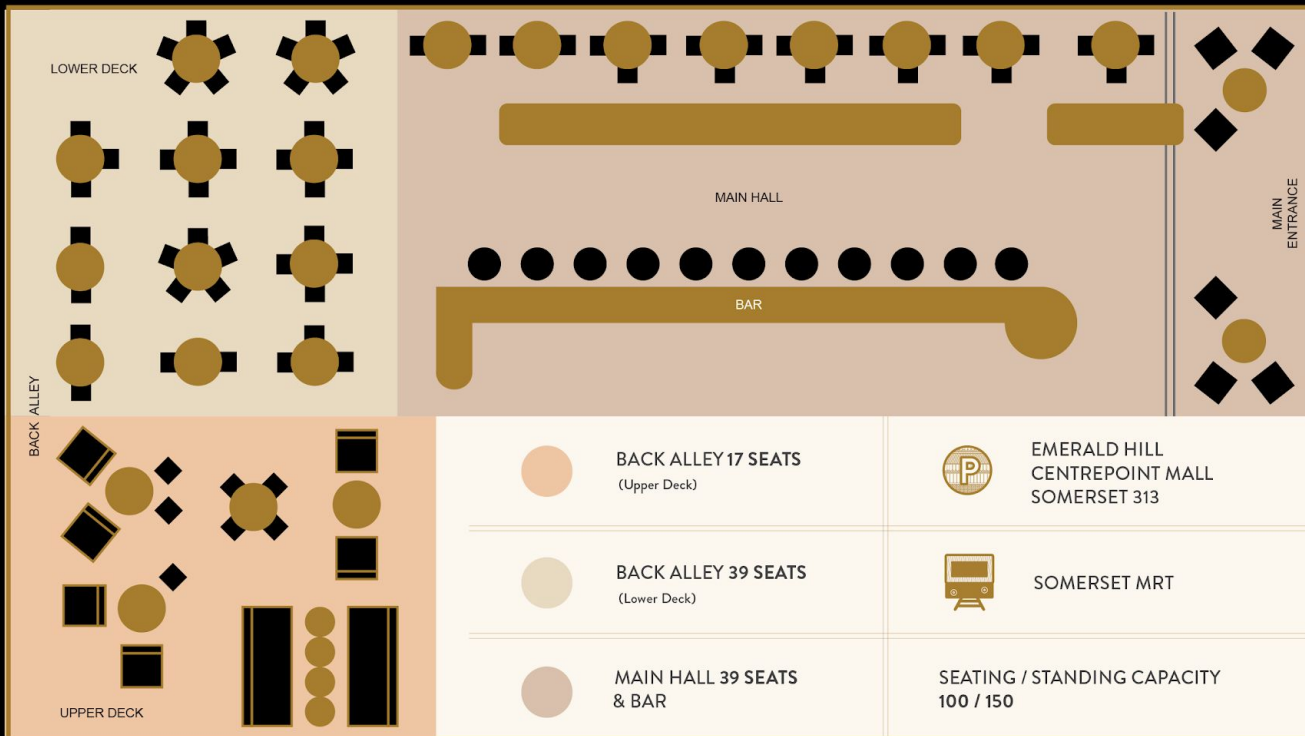 LOWER DECK
MAIN HALL
MAIN
ENTRANCE
BAR
BACK ALLEY
UPPER DECK
BACK ALLEY 17 SEATS
(Upper Deck)
BACK ALLEY 39 SEATS
(Lower Deck)
MAIN HALL 39 SEATS
& BAR
P
EMERALD HILL
CENTREPOINT MALL
SOMERSET 313
SOMERSET MRT
SEATING / STANDING CAPACITY
100 / 150